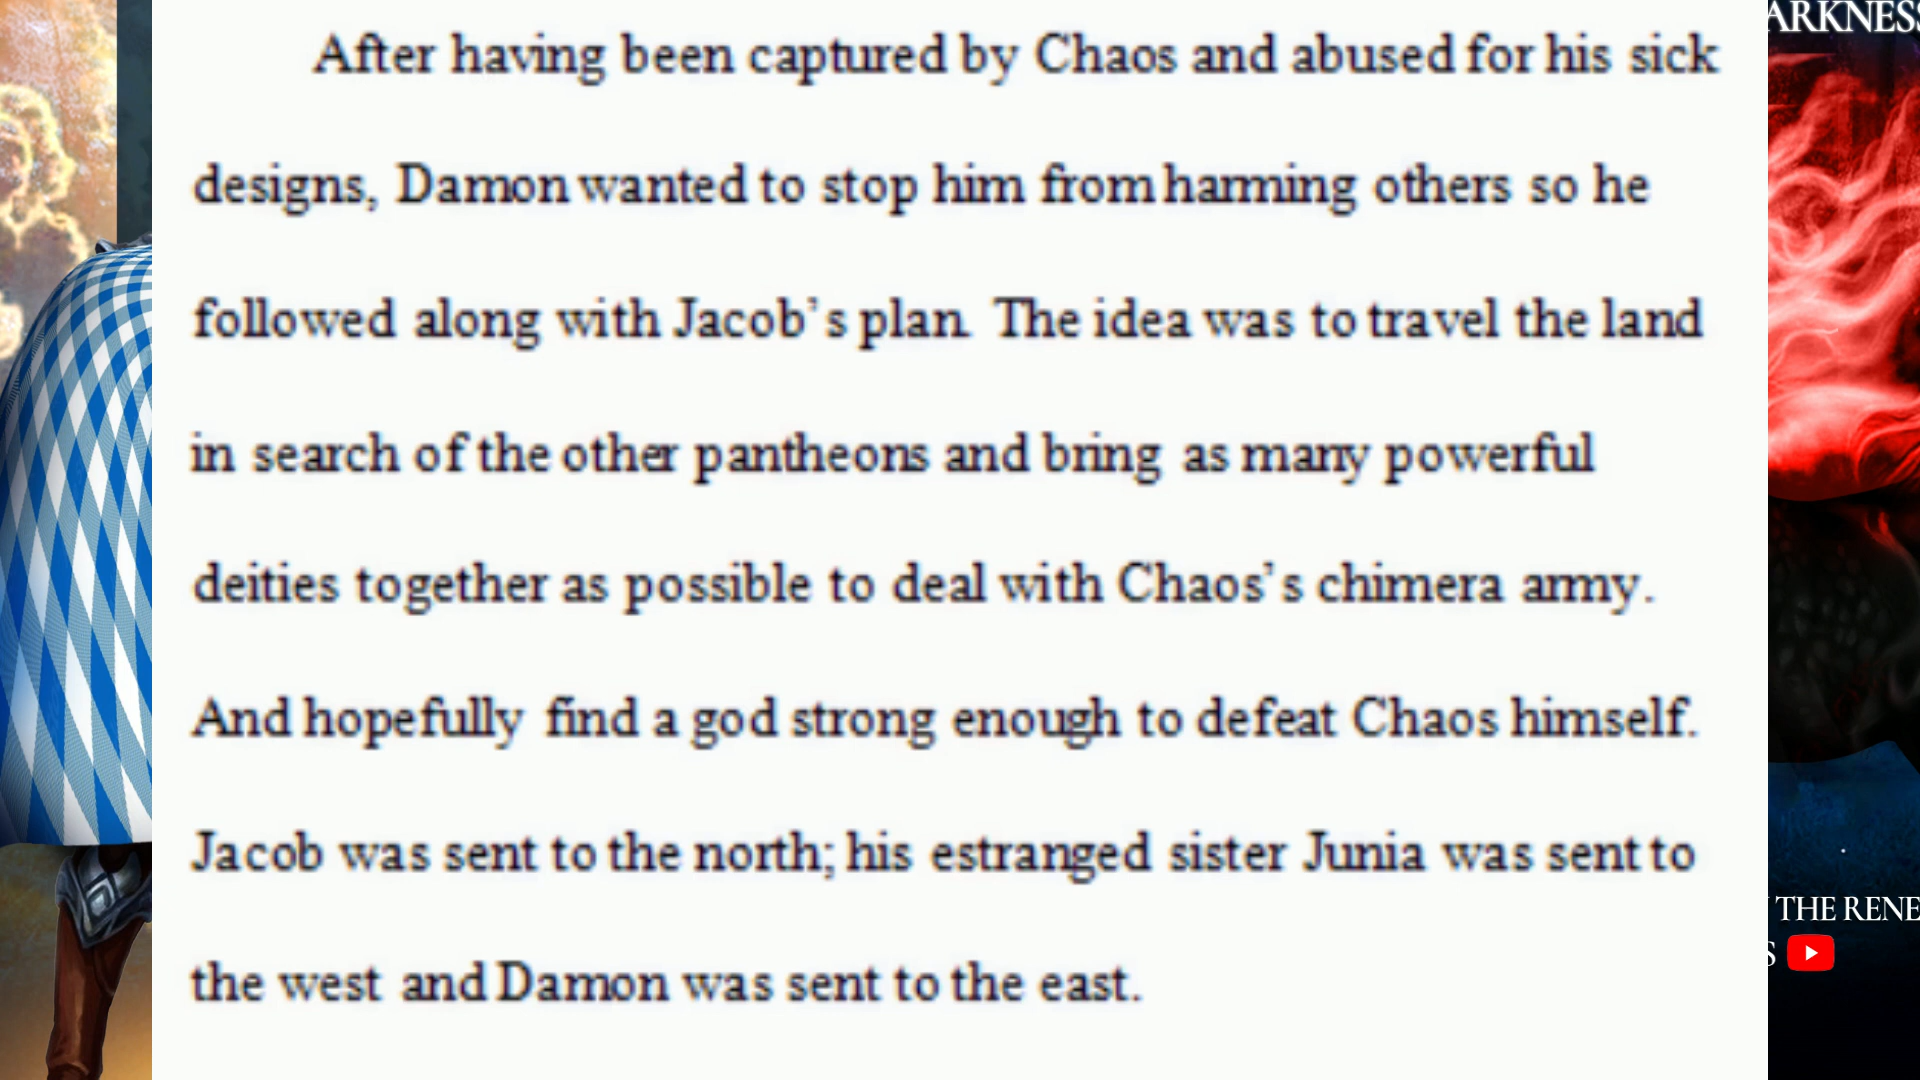 ARKNESS
After having been captured by Chaos and abused for his sick
designs, Damon wanted to stop him from harming others so he
followed along with Jacob's plan. The idea was to travel the land
in search of the other pantheons and bring as many powerful
deities together as possible to deal with Chaos's chimera army.
And hopefully find a god strong enough to defeat Chaos himself.
Jacob was sent to the north; his estranged sister Junia was sent to
the west and Damon was sent to the east.
THE RENE
S